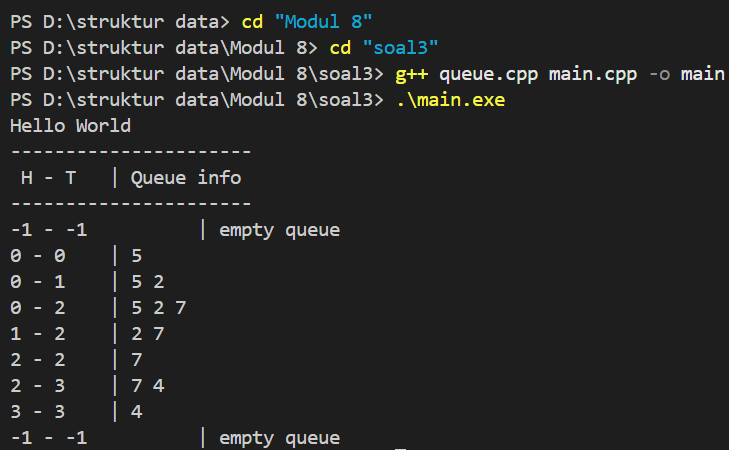 PS D:\struktur data> cd "Modul 8"
PS D:\struktur data\Modul 8> cd "soal3"
PS D:\struktur data\Modul 8\soal3> g++ queue.cpp main.cpp -o main
PS D:\struktur data\Modul 8\soal3> .\main.exe
Hello World
----------------------
 H - T   | Queue info
----------------------
-1 - -1          | empty queue
0 - 0    | 5
0 - 1    | 5 2
0 - 2    | 5 2 7
1 - 2    | 2 7
2 - 2    | 7
2 - 3    | 7 4
3 - 3    | 4
-1 - -1          | empty queue